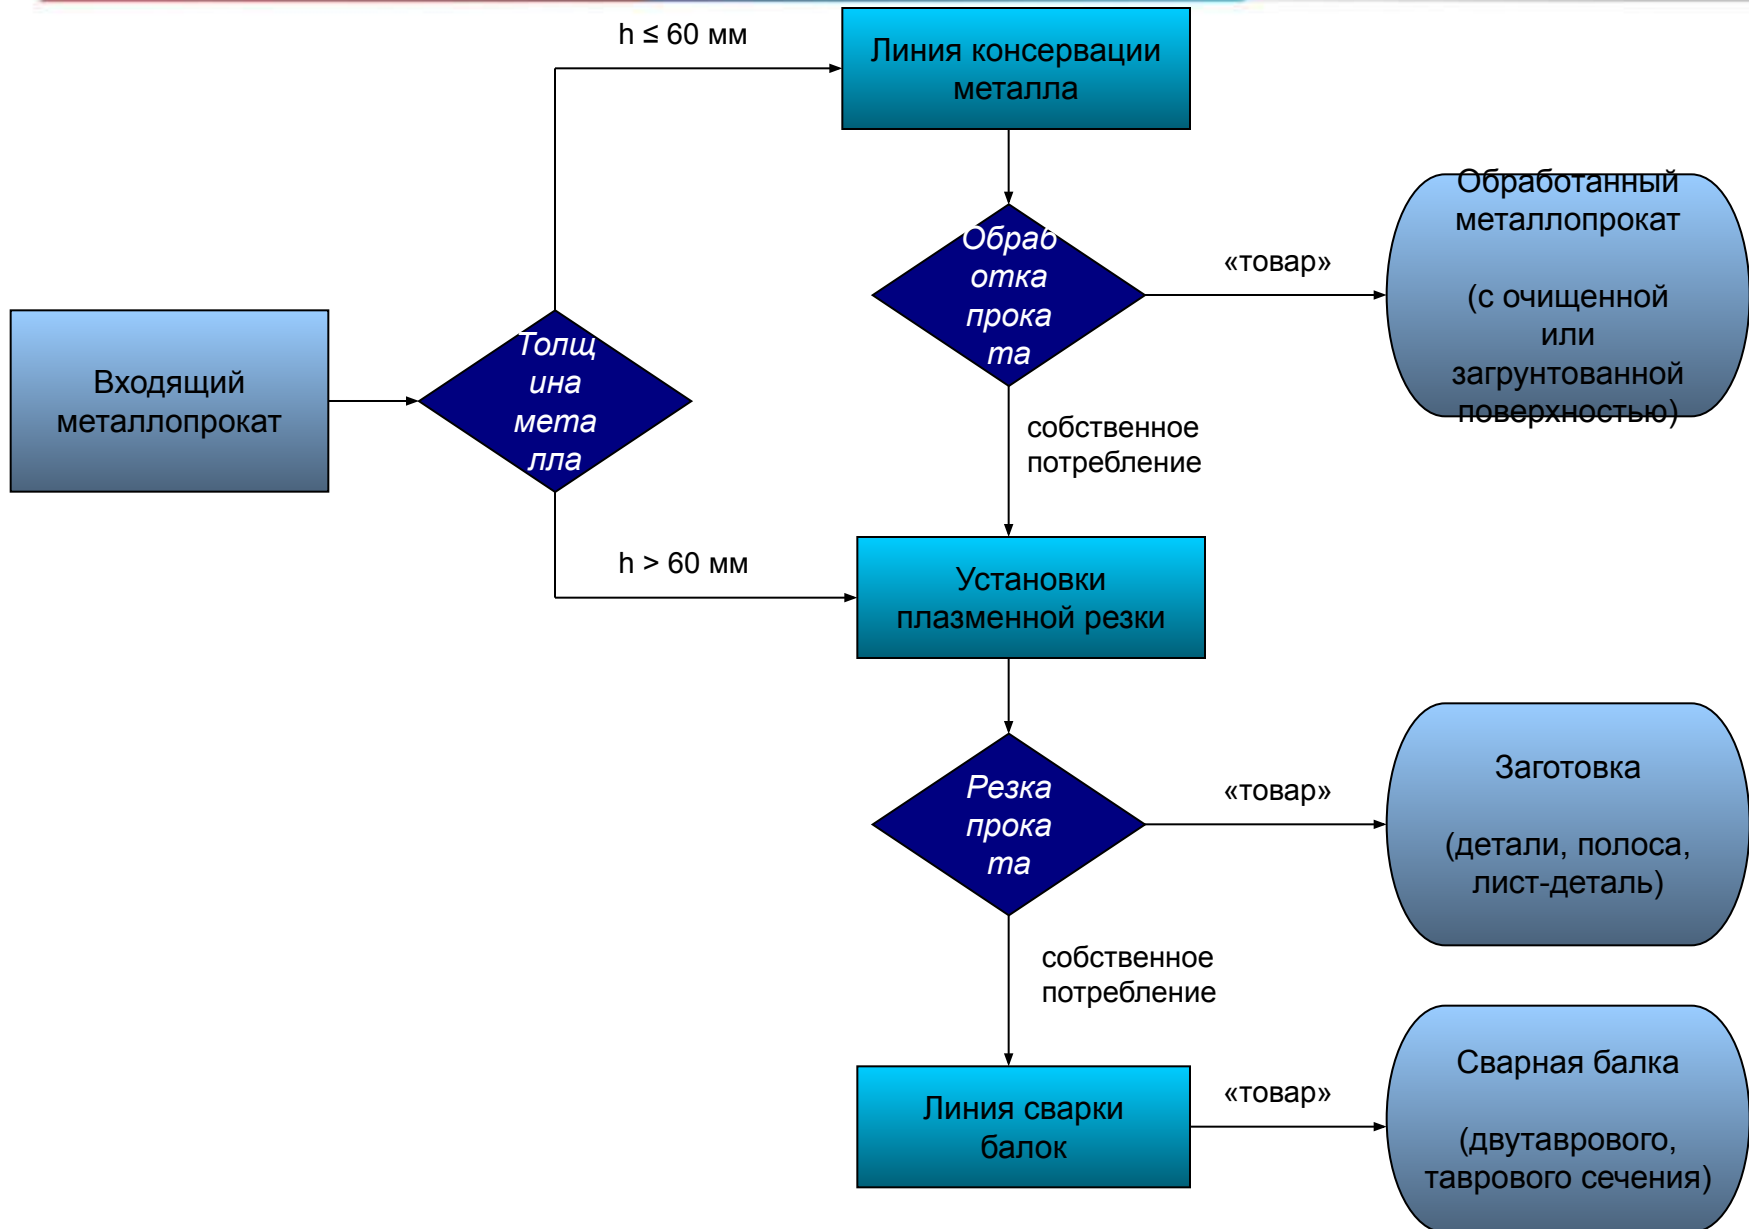 h ≤ 60 мм
Линия консервации
металла
Обработанный
металлопрокат
(с очищенной
или
загрунтованной
поверхностью)
Обраб
отка
прока
та
«товар»
Входящий
металлопрокат
Толщ
ина
мета
лла
собственное
потребление
h > 60 мм
Установки
плазменной резки
Резка
прока
та
«товар»
Заготовка
(детали, полоса,
лист-деталь)
собственное
потребление
Линия сварки
балок
«товар»
Сварная балка
(двутаврового,
таврового сечения)